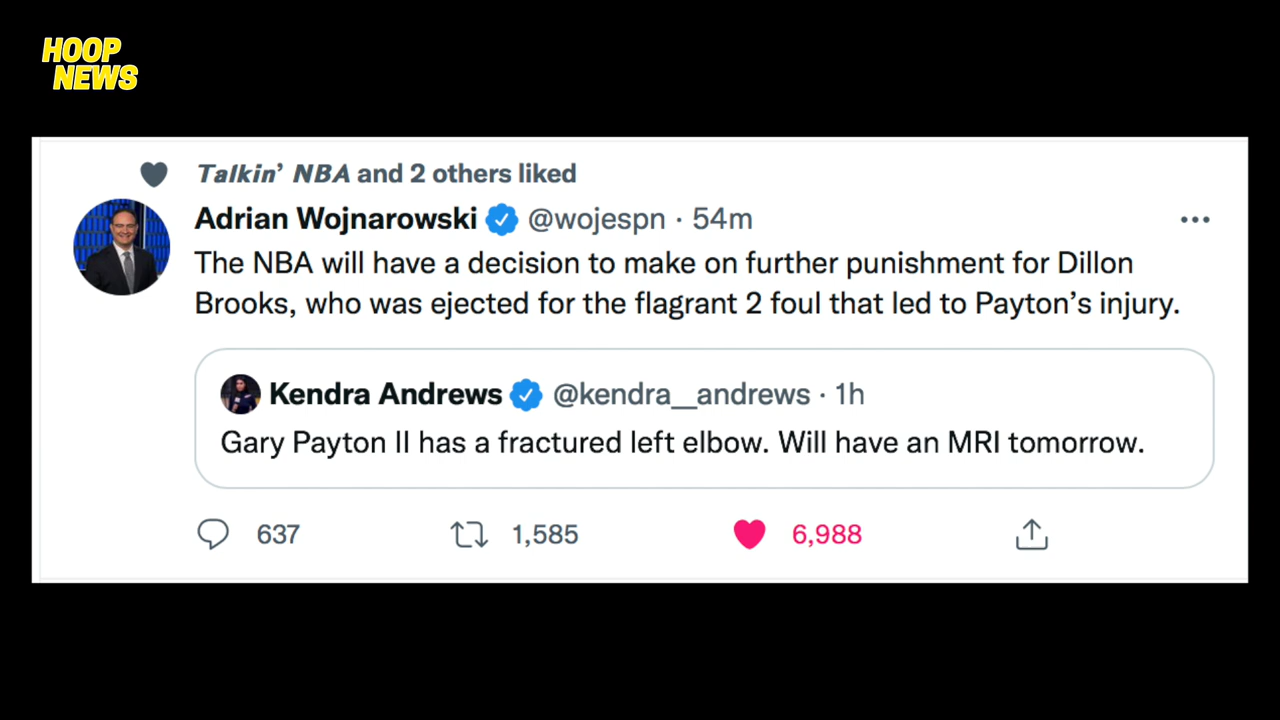 HOOP
NEWS
Talkin’ NBA and 2 others liked
Adrian Wojnarowski @wojespn · 54m
The NBA will have a decision to make on further punishment for Dillon
Brooks, who was ejected for the flagrant 2 foul that led to Payton’s injury.
Kendra Andrews @kendra__andrews · 1h
Gary Payton II has a fractured left elbow. Will have an MRI tomorrow.
637 1,585 6,988